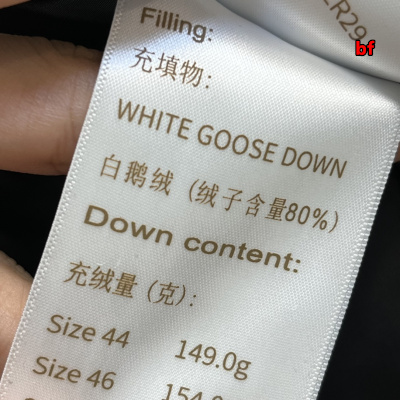 ER29
bf
Filling:
充填物:
WHITE GOOSE DOWN
白鹅绒 (绒子含量80%)
Down content:
充绒量 (克):
Size 44 149.0g
Size 46